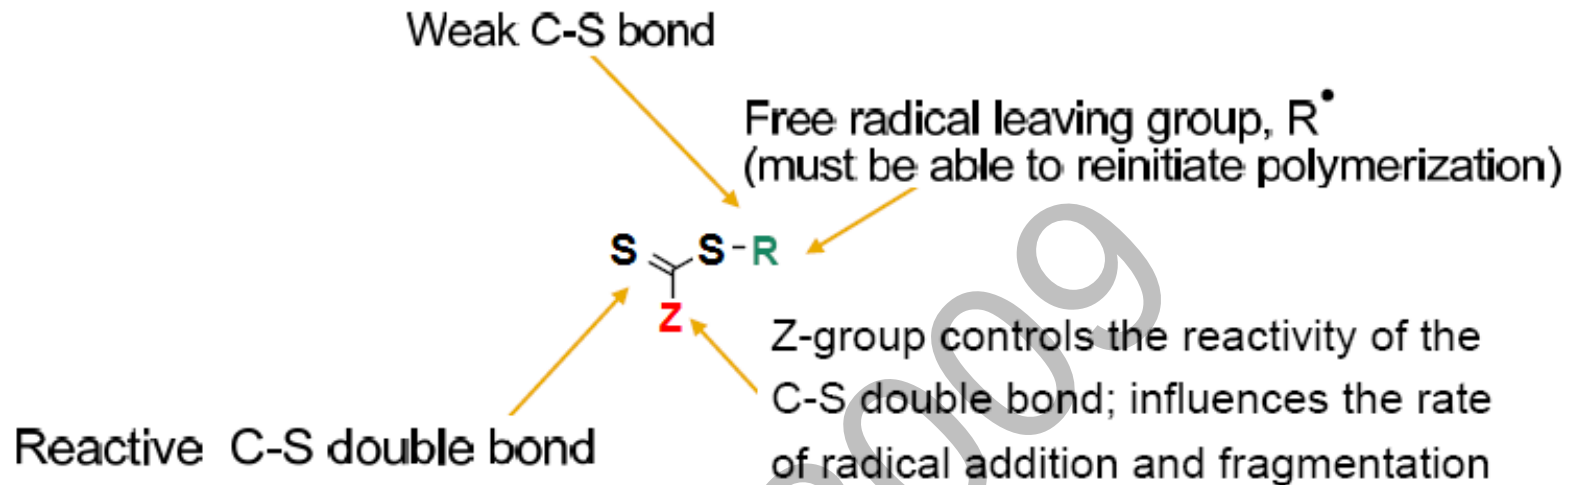 Weak C-S bond
Free radical leaving group, R•
(must be able to reinitiate polymerization)
S S-R
Z
Z-group controls the reactivity of the
C-S double bond; influences the rate
of radical addition and fragmentation
Reactive C-S double bond
009